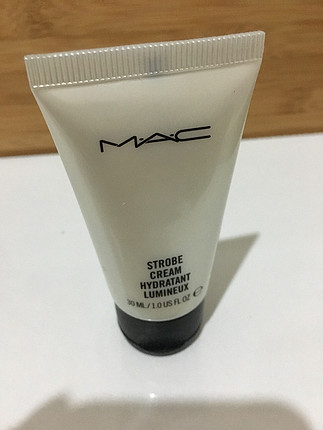 M·A·C
STROBE
CREAM
HYDRATANT
LUMINEUX
30 ML / 1.0 US FL OZ ℮